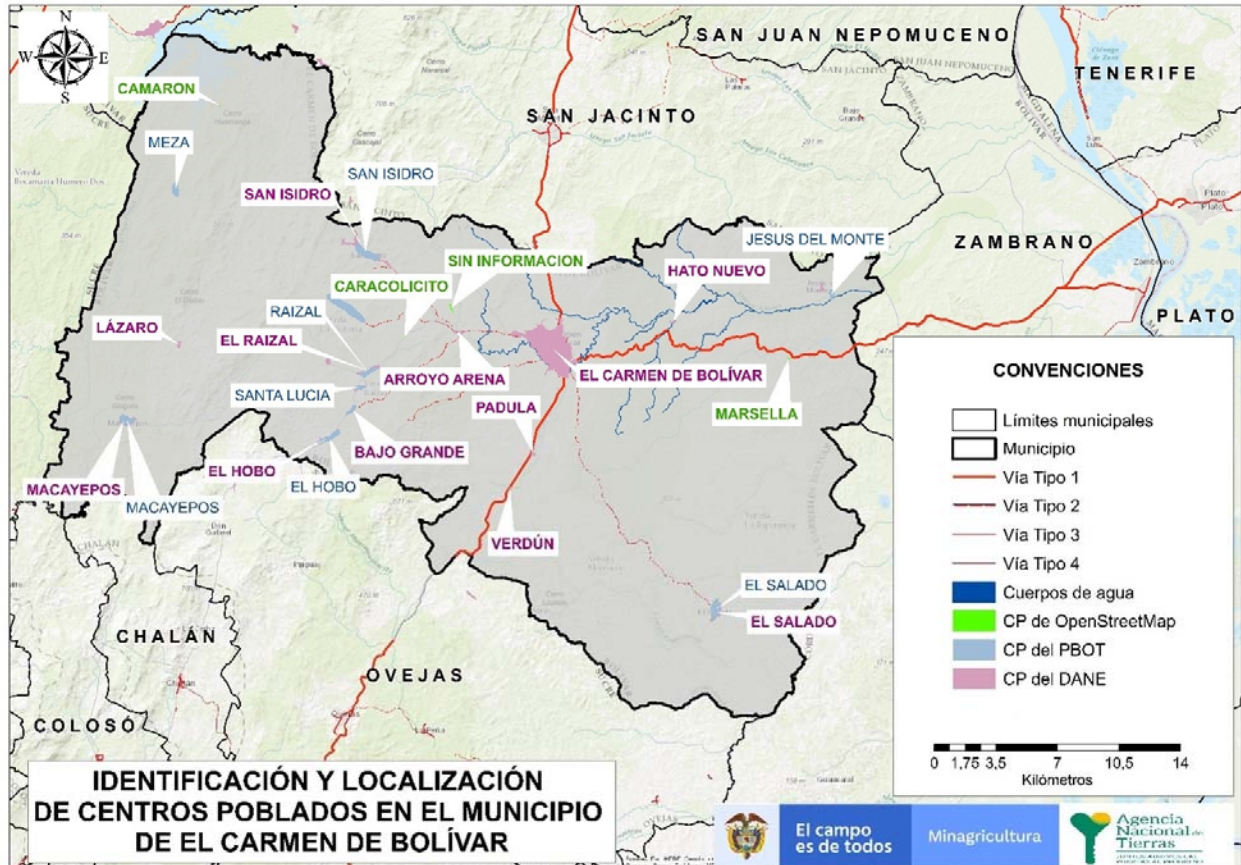 N
W
E
S
SAN JUAN NEPOMUCENO
TENERIFE
SAN JACINTO
CAMARON
MEZA
SAN ISIDRO
SAN ISIDRO
SIN INFORMACION
JESUS DEL MONTE
HATO NUEVO
ZAMBRANO
CARACOLICITO
RAIZAL
LÁZARO
EL RAIZAL
PLATO
ARROYO ARENA
EL CARMEN DE BOLÍVAR
SANTA LUCIA
PADULA
MARSELLA
BAJO GRANDE
EL HOBO
EL HOBO
MACAYEPOS
MACAYEPOS
VERDÚN
EL SALADO
EL SALADO
CHALÁN
OVEJAS
COLOSÓ
CONVENCIONES
Límites municipales
Municipio
Vía Tipo 1
Vía Tipo 2
Vía Tipo 3
Vía Tipo 4
Cuerpos de agua
CP de OpenStreetMap
CP del PBOT
CP del DANE
0 1,75 3,5 7 10,5 14
Kilómetros
IDENTIFICACIÓN Y LOCALIZACIÓN
DE CENTROS POBLADOS EN EL MUNICIPIO
DE EL CARMEN DE BOLÍVAR
El campo
es de todos
Minagricultura
Agencia
Nacional de
Tierras